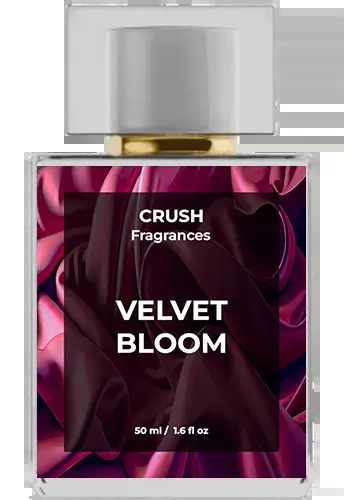 CRUSH
Fragrances
VELVET
BLOOM
50 ml / 1.6 fl oz